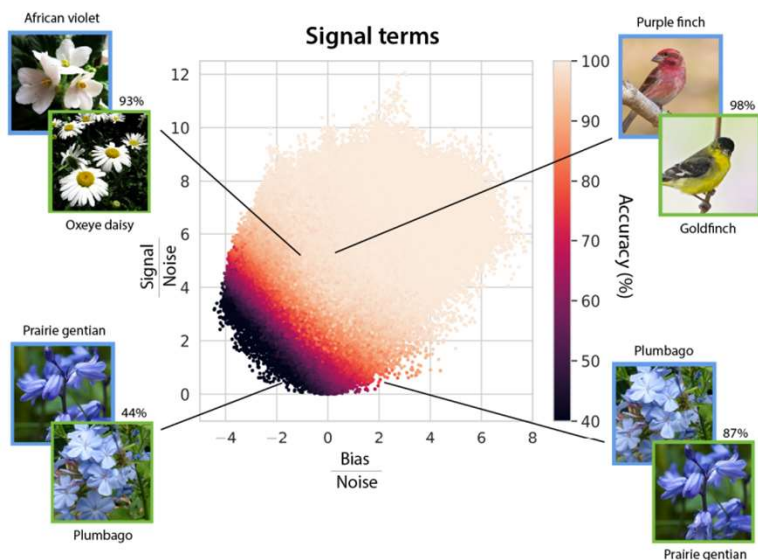 African violet
93%
Oxeye daisy
Signal terms
Purple finch
98%
Goldfinch
12
10
8
6
4
2
0
Signal
Noise
−4
−2
0
2
4
6
8
Bias
Noise
100
90
80
70
60
50
40
Accuracy (%)
Prairie gentian
44%
Plumbago
Plumbago
87%
Prairie gentian